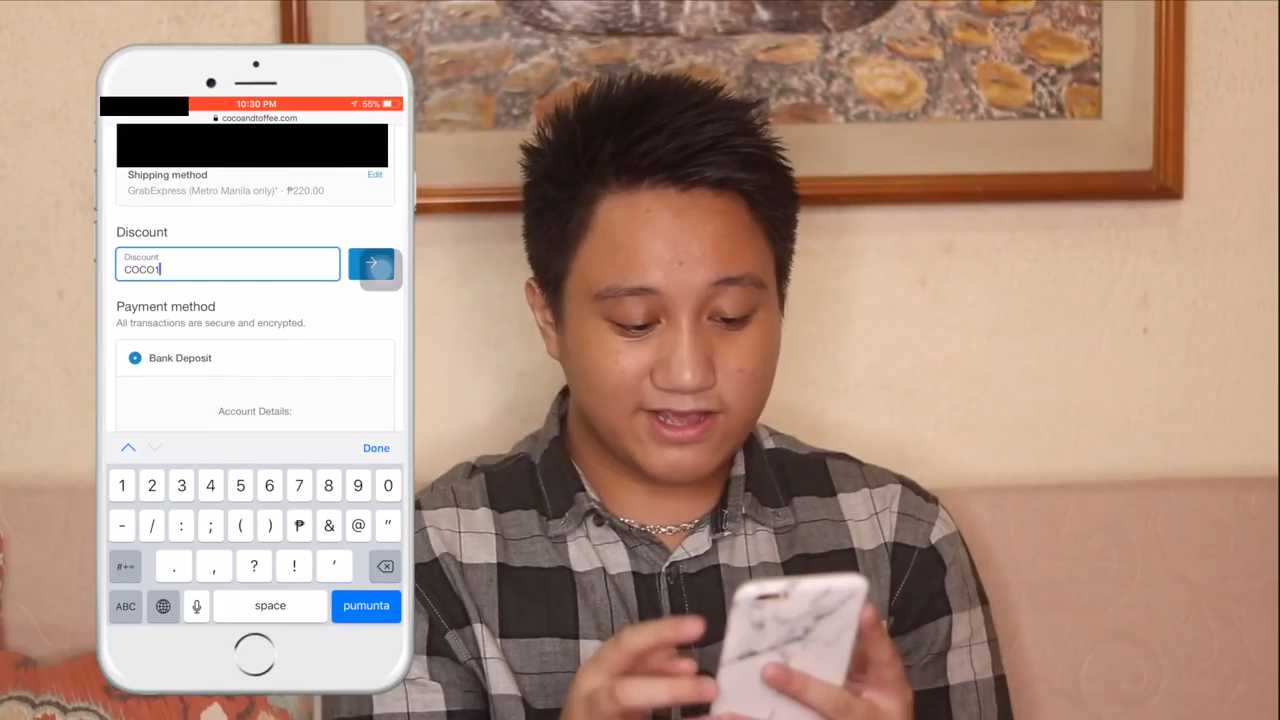 10:30 PM
55%
cocoandtoffee.com
Shipping method
Edit
GrabExpress (Metro Manila only)* · ₱220.00
Discount
Discount
COCO1
Payment method
All transactions are secure and encrypted.
Bank Deposit
Account Details:
Done
1 2 3 4 5 6 7 8 9 0
- / : ; ( ) ₱ & @ "
#+= . , ? ! '
ABC space pumunta